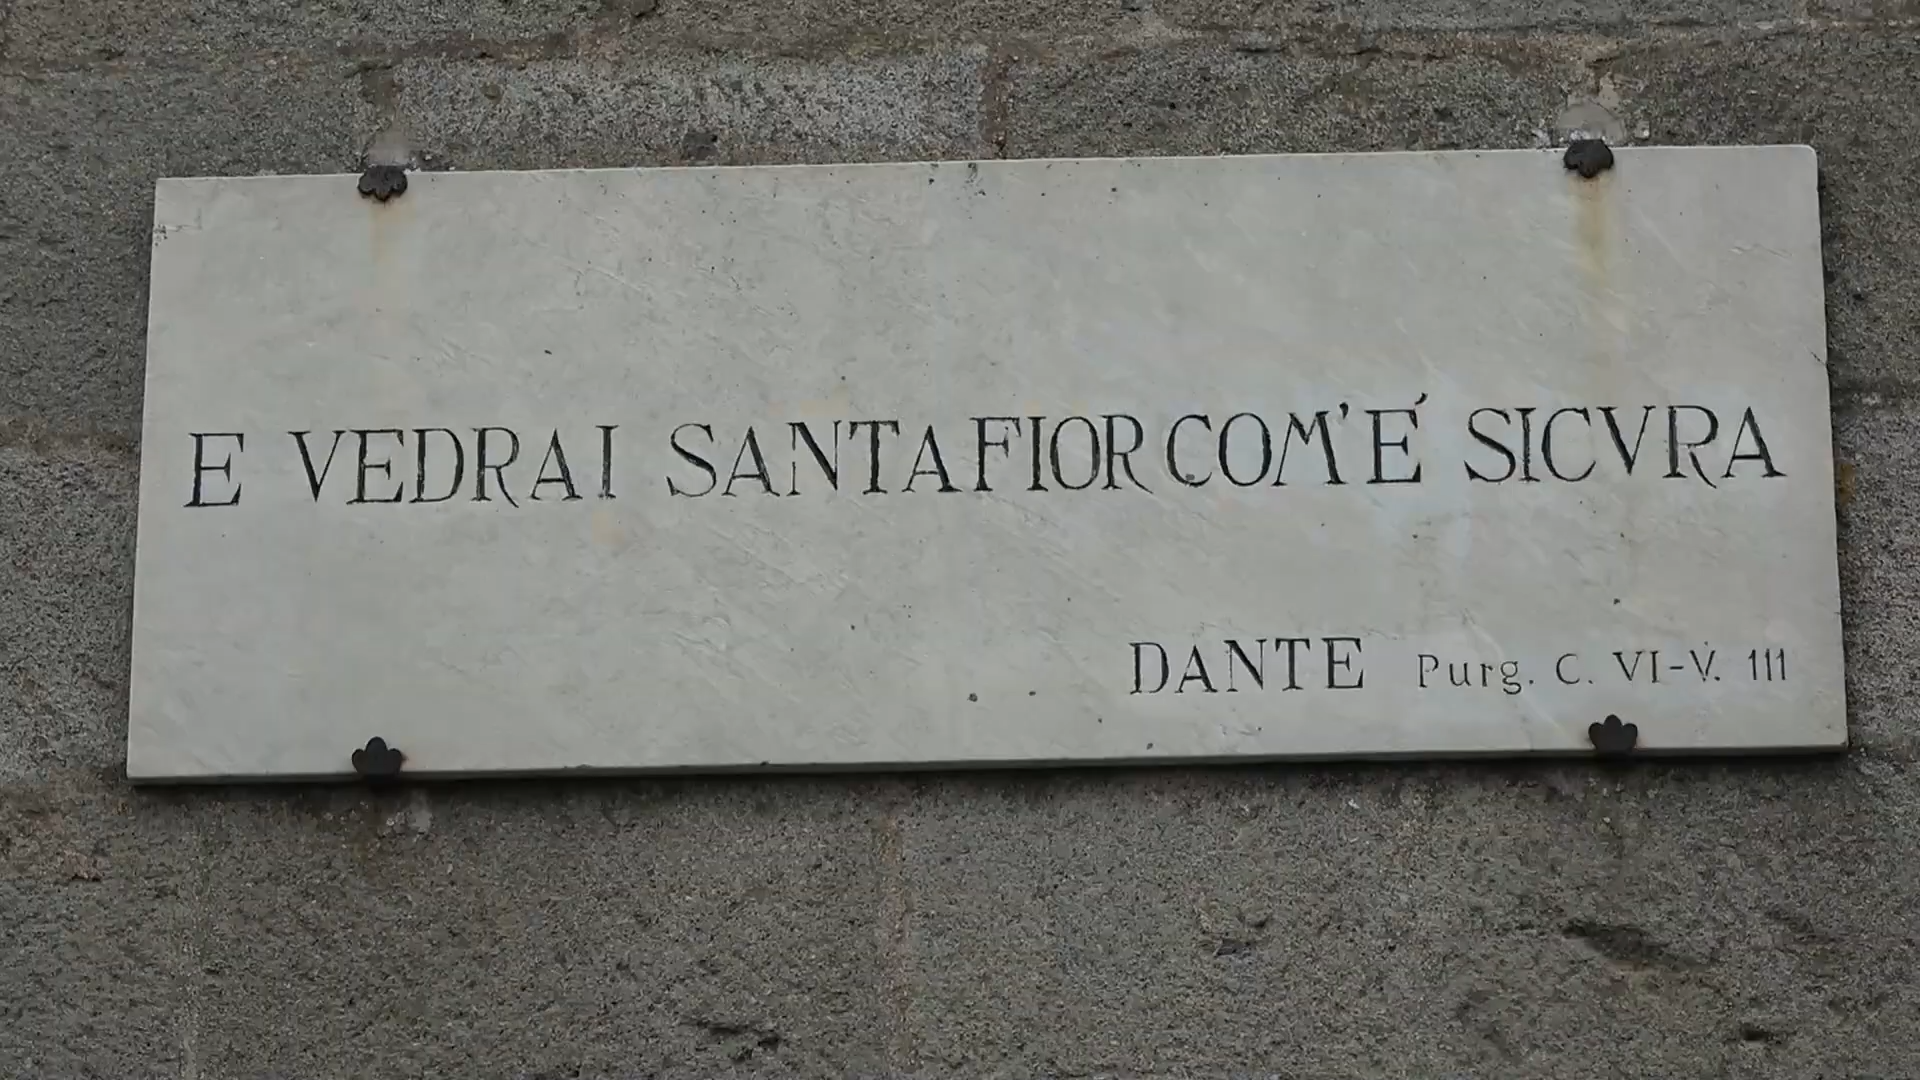 E VEDRAI SANTAFIOR COM'É SICVRA
DANTE Purg. C. VI-V. 111